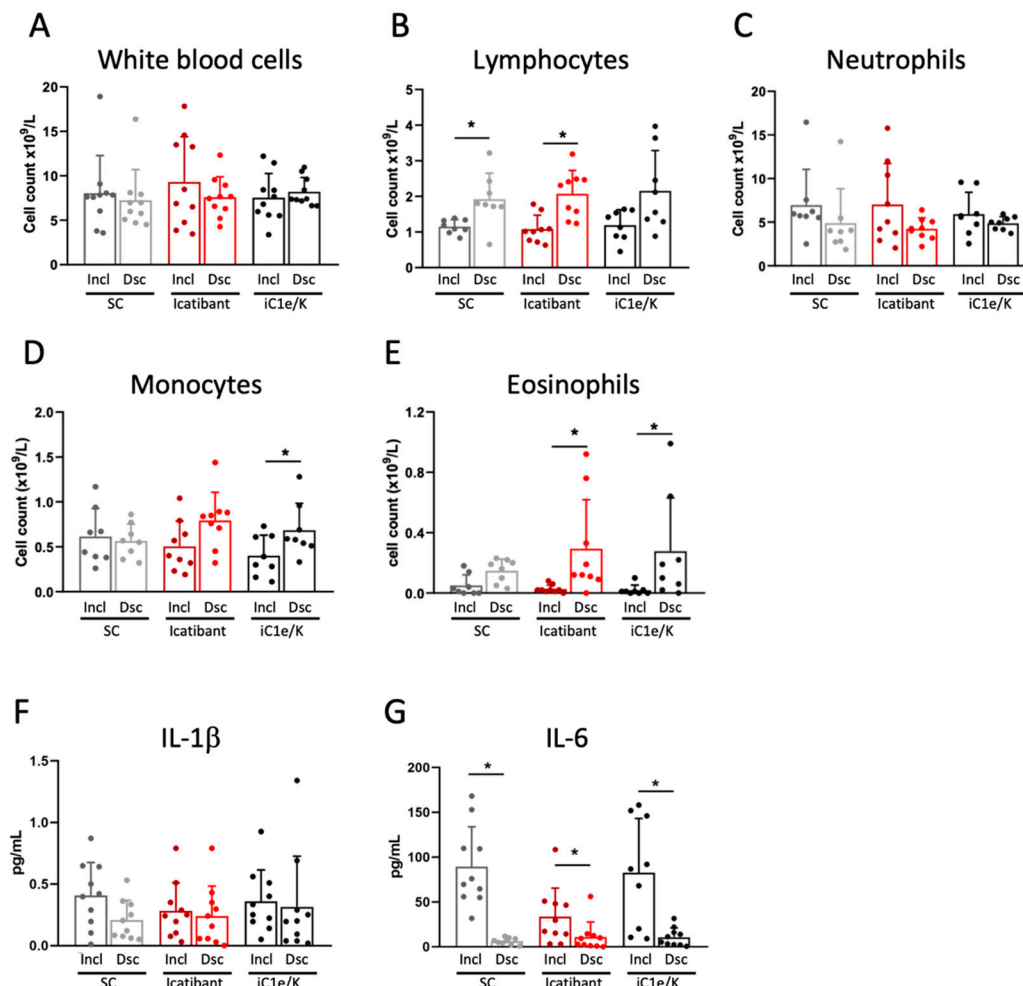 A
White blood cells
Cell count x10⁹/L
20
15
10
5
0
Incl Dsc Incl Dsc Incl Dsc
SC Icatibant iC1e/K
B
Lymphocytes
Cell count x10⁹/L
5
4
3
2
1
0
* *
Incl Dsc Incl Dsc Incl Dsc
SC Icatibant iC1e/K
C
Neutrophils
Cell count x10⁹/L
20
15
10
5
0
Incl Dsc Incl Dsc Incl Dsc
SC Icatibant iC1e/K
D
Monocytes
Cell count (x10⁹/L)
2.0
1.5
1.0
0.5
0.0
*
Incl Dsc Incl Dsc Incl Dsc
SC Icatibant iC1e/K
E
Eosinophils
cell count (x10⁹/L)
1.2
0.8
0.4
0.0
* *
Incl Dsc Incl Dsc Incl Dsc
SC Icatibant iC1e/K
F
IL-1β
pg/mL
1.5
1.0
0.5
0.0
Incl Dsc Incl Dsc Incl Dsc
SC Icatibant iC1e/K
G
IL-6
pg/mL
200
150
100
50
0
* * *
Incl Dsc Incl Dsc Incl Dsc
SC Icatibant iC1e/K